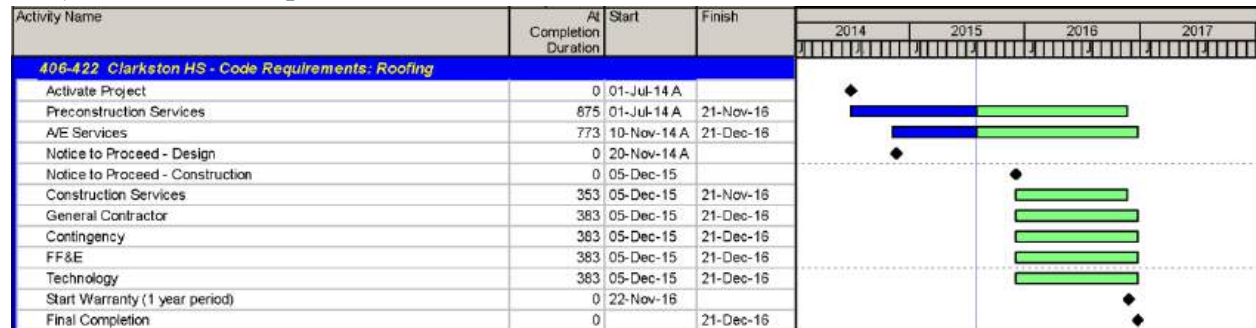 Activity Name At Start Finish
Completion 2014 2015 2016 2017
Duration J J J J
406-422 Clarkston HS - Code Requirements: Roofing
Activate Project 0 01-Jul-14 A
Preconstruction Services 875 01-Jul-14 A 21-Nov-16
A/E Services 773 10-Nov-14 A 21-Dec-16
Notice to Proceed - Design 0 20-Nov-14 A
Notice to Proceed - Construction 0 05-Dec-15
Construction Services 353 05-Dec-15 21-Nov-16
General Contractor 383 05-Dec-15 21-Dec-16
Contingency 383 05-Dec-15 21-Dec-16
FF&E 383 05-Dec-15 21-Dec-16
Technology 383 05-Dec-15 21-Dec-16
Start Warranty (1 year period) 0 22-Nov-16
Final Completion 0 21-Dec-16